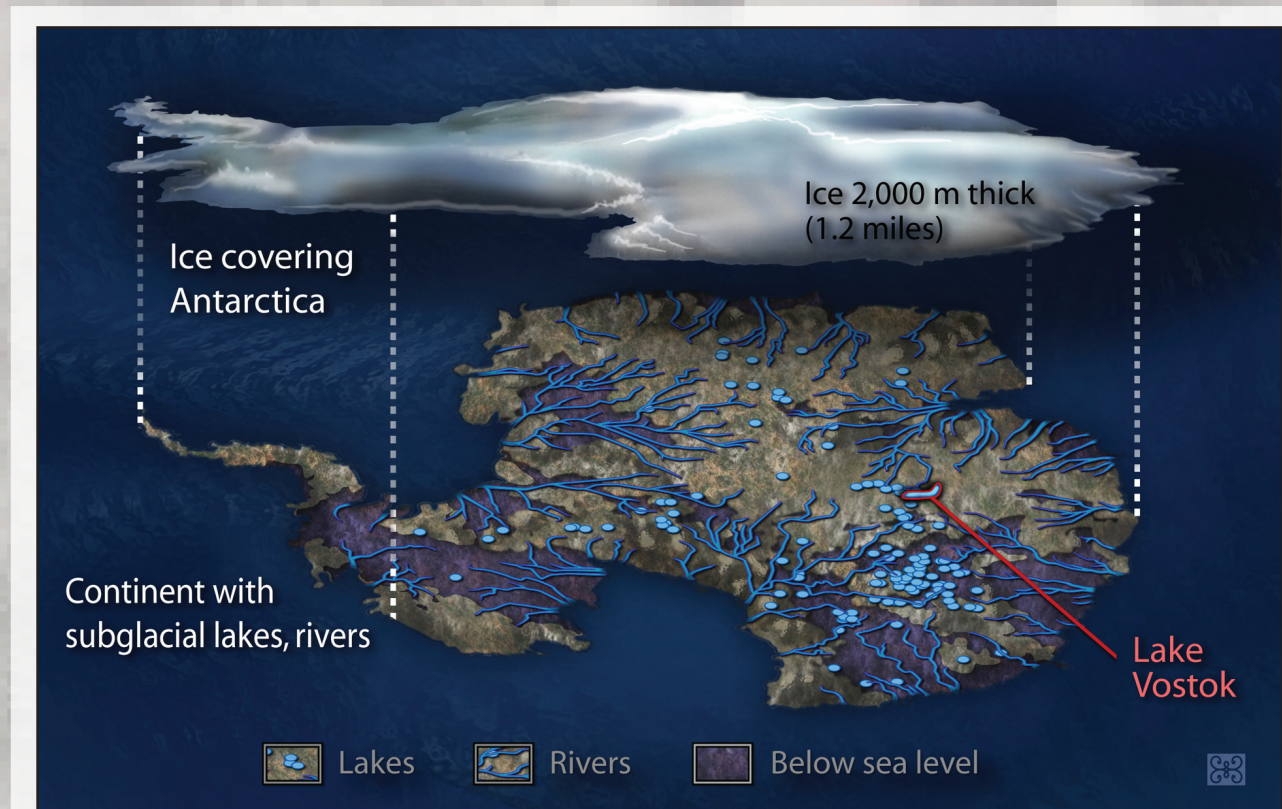 Ice 2,000 m thick
(1.2 miles)
Ice covering
Antarctica
Continent with
subglacial lakes, rivers
Lake
Vostok
Lakes
Rivers
Below sea level